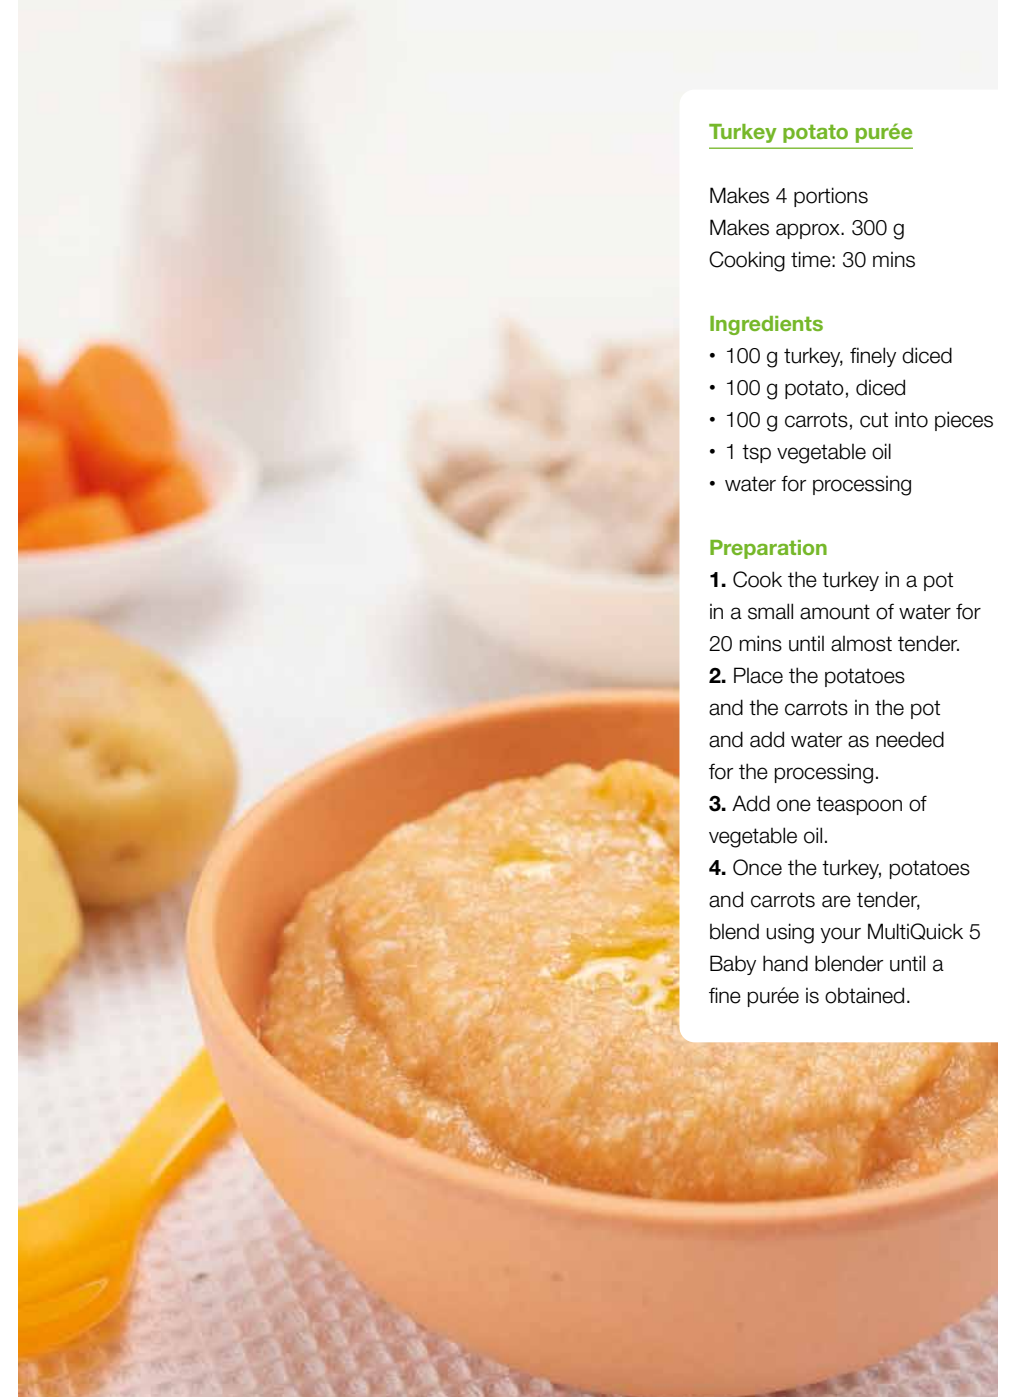 Turkey potato purée
Makes 4 portions
Makes approx. 300 g
Cooking time: 30 mins
Ingredients
• 100 g turkey, finely diced
• 100 g potato, diced
• 100 g carrots, cut into pieces
• 1 tsp vegetable oil
• water for processing
Preparation
1. Cook the turkey in a pot
in a small amount of water for
20 mins until almost tender.
2. Place the potatoes
and the carrots in the pot
and add water as needed
for the processing.
3. Add one teaspoon of
vegetable oil.
4. Once the turkey, potatoes
and carrots are tender,
blend using your MultiQuick 5
Baby hand blender until a
fine purée is obtained.